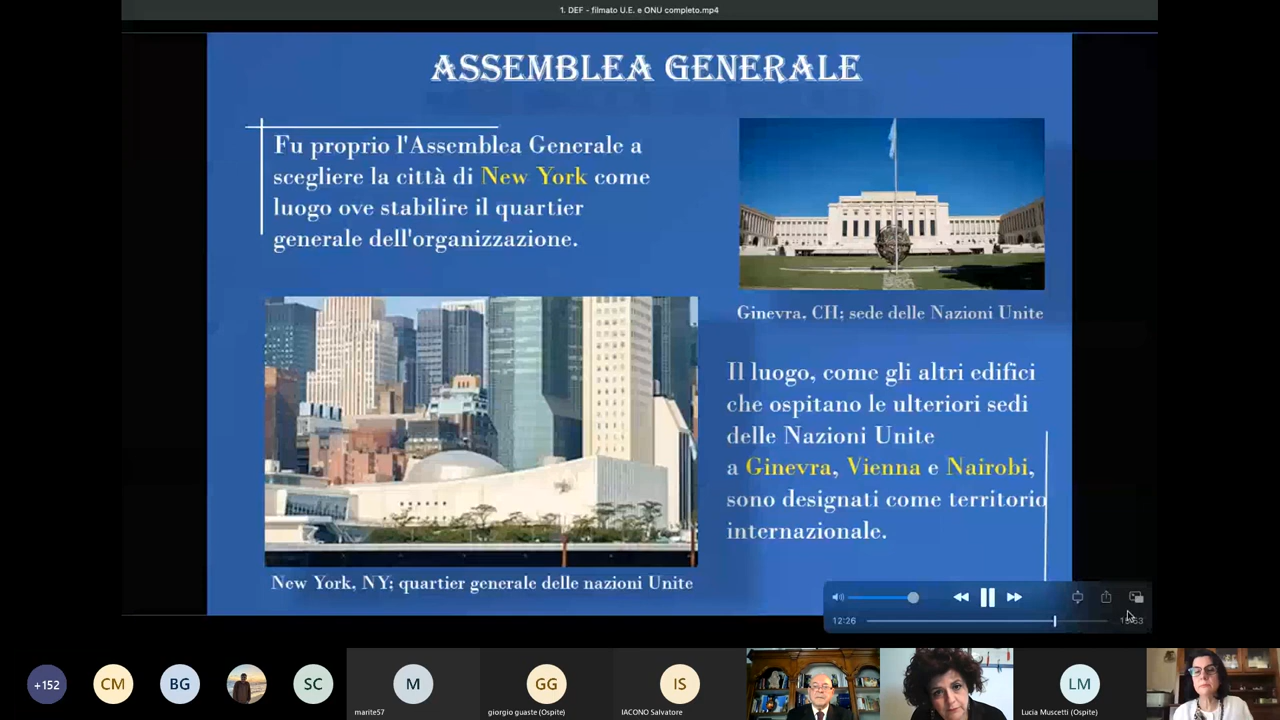 1. DEF - filmato U.E. e ONU completo.mp4
ASSEMBLEA GENERALE
Fu proprio l'Assemblea Generale a
scegliere la città di New York come
luogo ove stabilire il quartier
generale dell'organizzazione.
Ginevra, CH; sede delle Nazioni Unite
Il luogo, come gli altri edifici
che ospitano le ulteriori sedi
delle Nazioni Unite
a Ginevra, Vienna e Nairobi,
sono designati come territorio
internazionale.
New York, NY; quartier generale delle nazioni Unite
12:26
+152
CM
BG
SC
M
GG
IS
LM
marite57
giorgio guaste (Ospite)
IACONO Salvatore
Lucia Muscetti (Ospite)